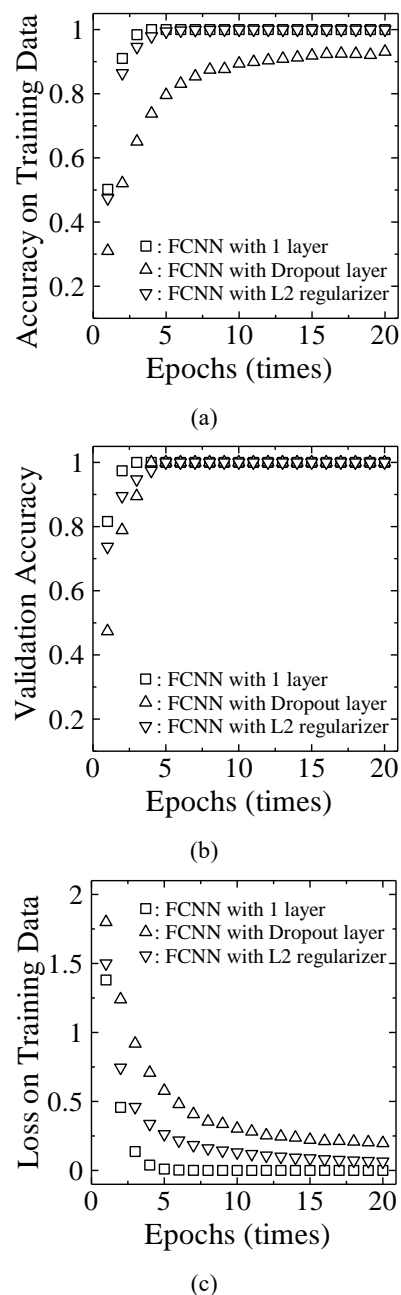 Accuracy on Training Data
1
0.8
0.6
0.4
0.2
□: FCNN with 1 layer
△: FCNN with Dropout layer
▽: FCNN with L2 regularizer
0 5 10 15 20
Epochs (times)
(a)
Validation Accuracy
1
0.8
0.6
0.4
0.2
□: FCNN with 1 layer
△: FCNN with Dropout layer
▽: FCNN with L2 regularizer
0 5 10 15 20
Epochs (times)
(b)
Loss on Training Data
2
1.5
1
0.5
0
□: FCNN with 1 layer
△: FCNN with Dropout layer
▽: FCNN with L2 regularizer
0 5 10 15 20
Epochs (times)
(c)